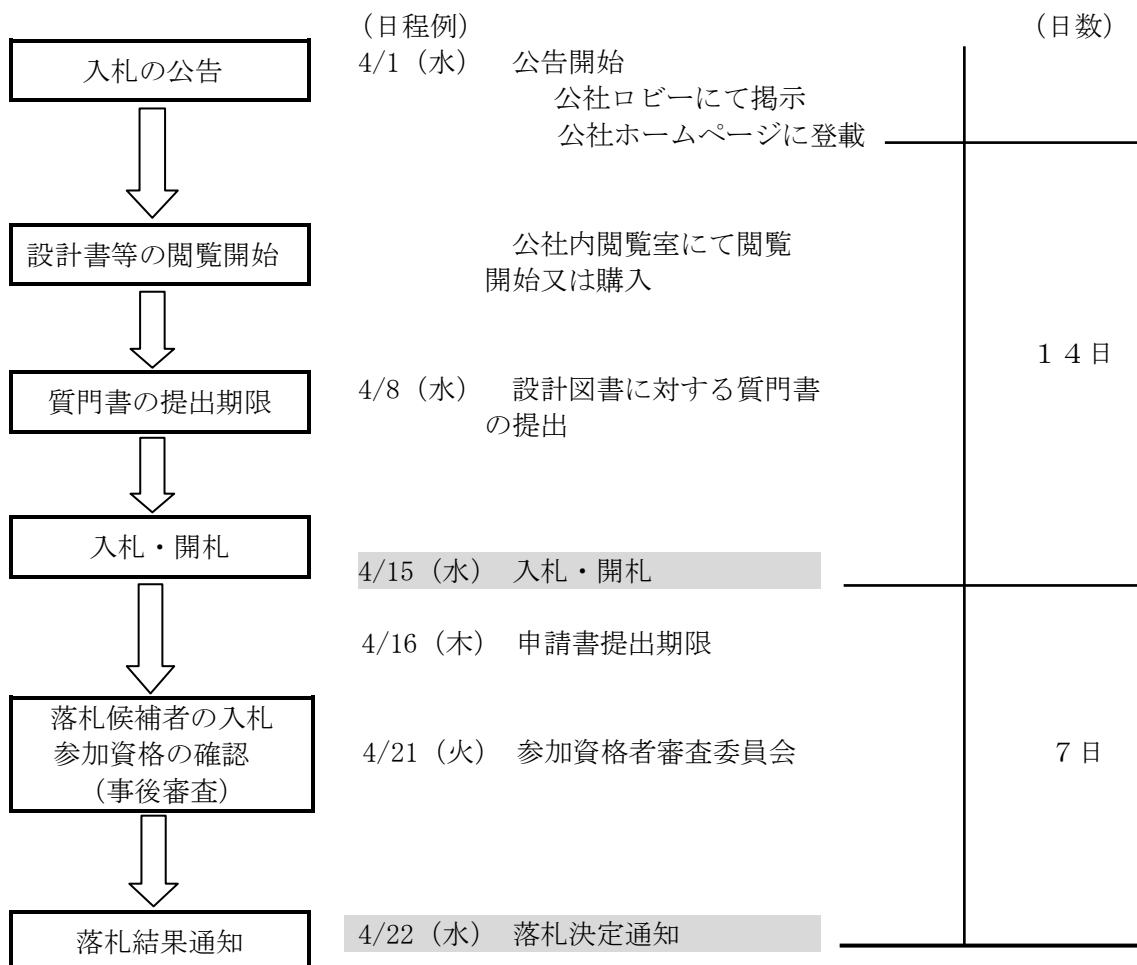 （日程例）
（日数）
入札の公告
4/1（水）　公告開始
公社ロビーにて掲示
公社ホームページに登載
設計書等の閲覧開始
公社内閲覧室にて閲覧
開始又は購入
１４日
質問書の提出期限
4/8（水）　設計図書に対する質問書
の提出
入札・開札
4/15（水）　入札・開札
4/16（木）　申請書提出期限
落札候補者の入札
参加資格の確認
（事後審査）
4/21（火）　参加資格者審査委員会
７日
落札結果通知
4/22（水）　落札決定通知